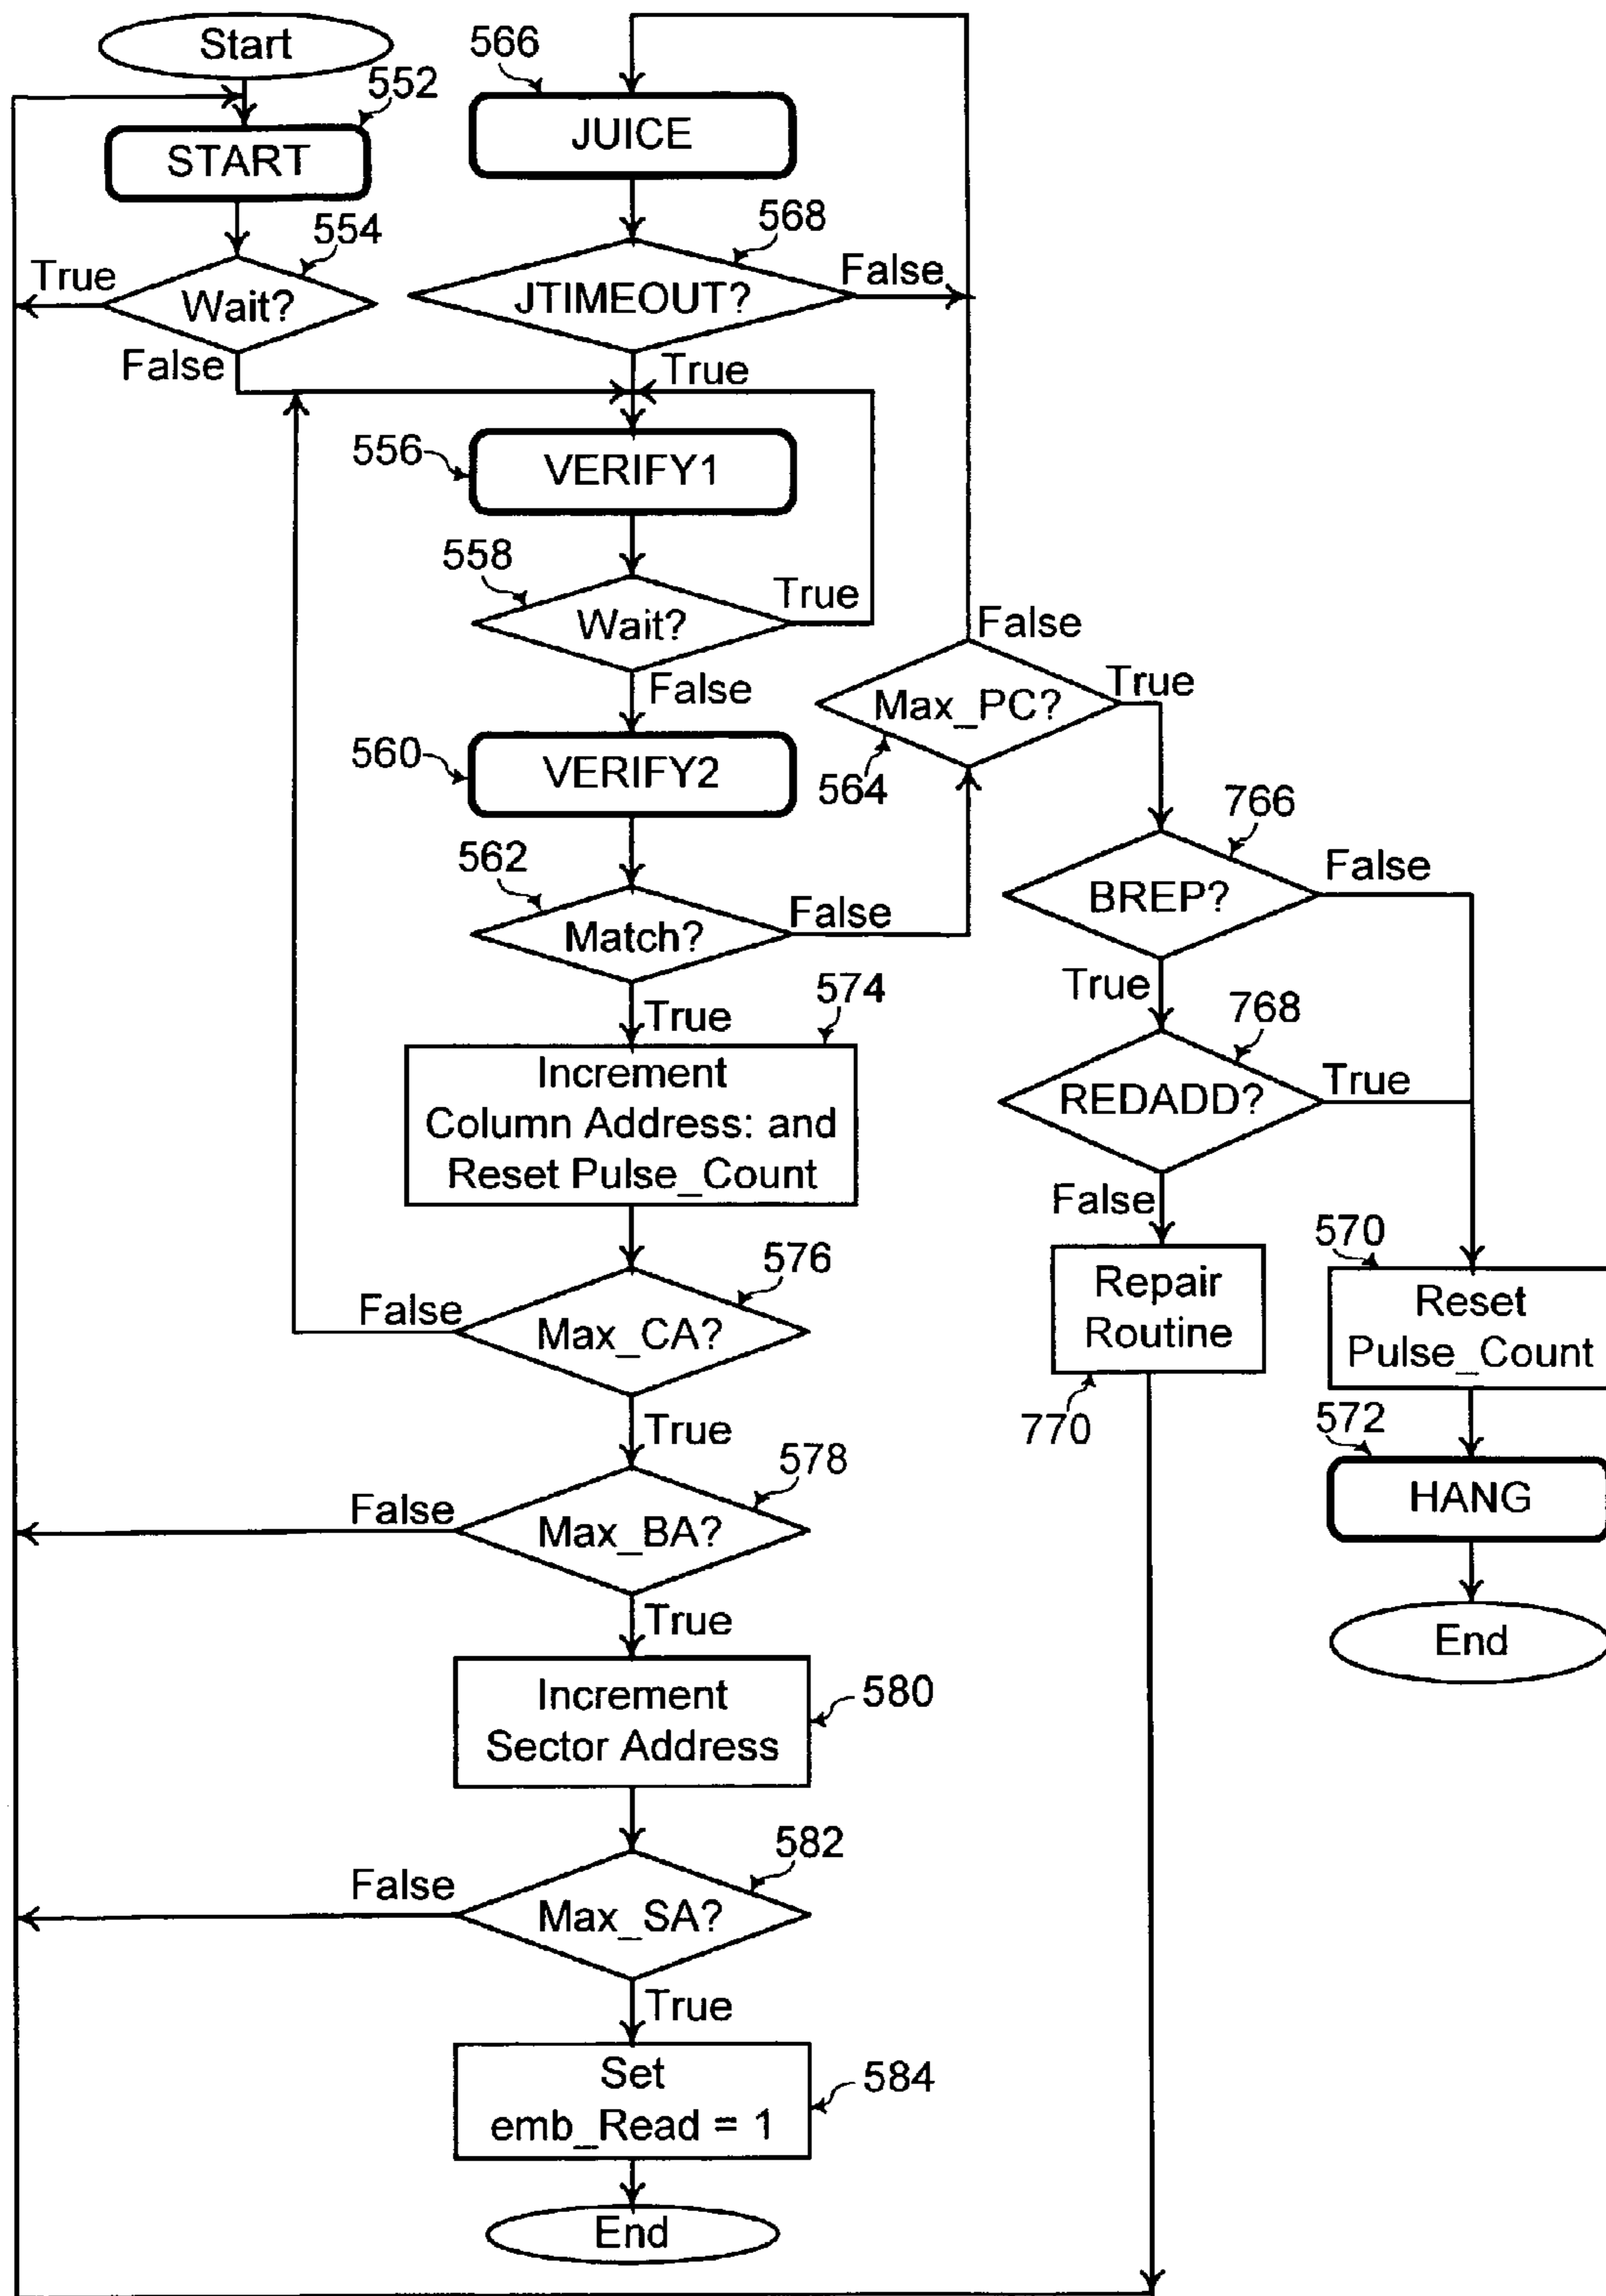 Start
552
START
554
Wait?
True
False
566
JUICE
568
JTIMEOUT?
False
True
556
VERIFY1
558
Wait?
True
False
560
VERIFY2
562
Match?
False
True
564
Max_PC?
False
True
766
BREP?
False
True
768
REDADD?
True
False
770
Repair
Routine
570
Reset
Pulse_Count
572
HANG
End
574
Increment
Column Address: and
Reset Pulse_Count
576
Max_CA?
False
True
578
Max_BA?
False
True
580
Increment
Sector Address
582
Max_SA?
False
True
584
Set
emb_Read = 1
End